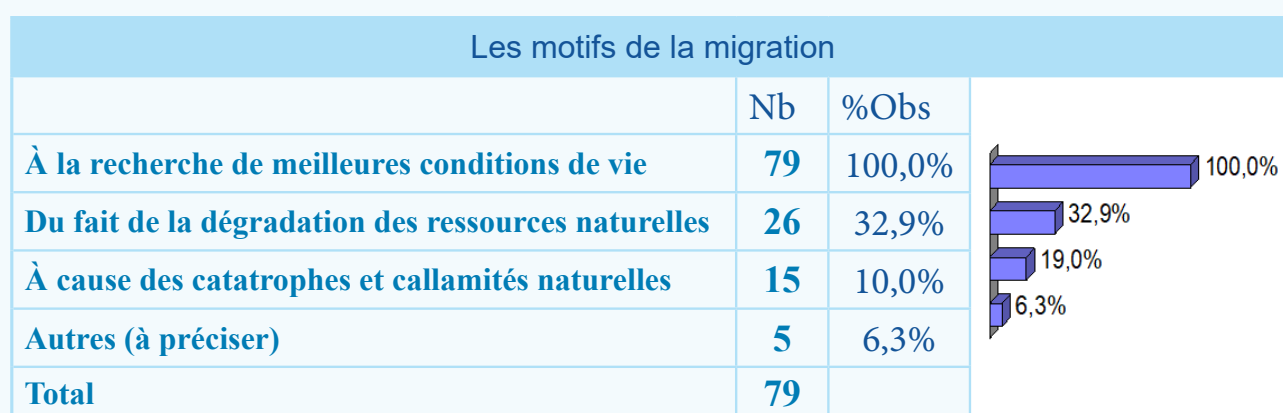 Les motifs de la migration
Nb %Obs
À la recherche de meilleures conditions de vie 79 100,0% 100,0%
Du fait de la dégradation des ressources naturelles 26 32,9% 32,9%
À cause des catatrophes et callamités naturelles 15 10,0% 19,0%
Autres (à préciser) 5 6,3% 6,3%
Total 79